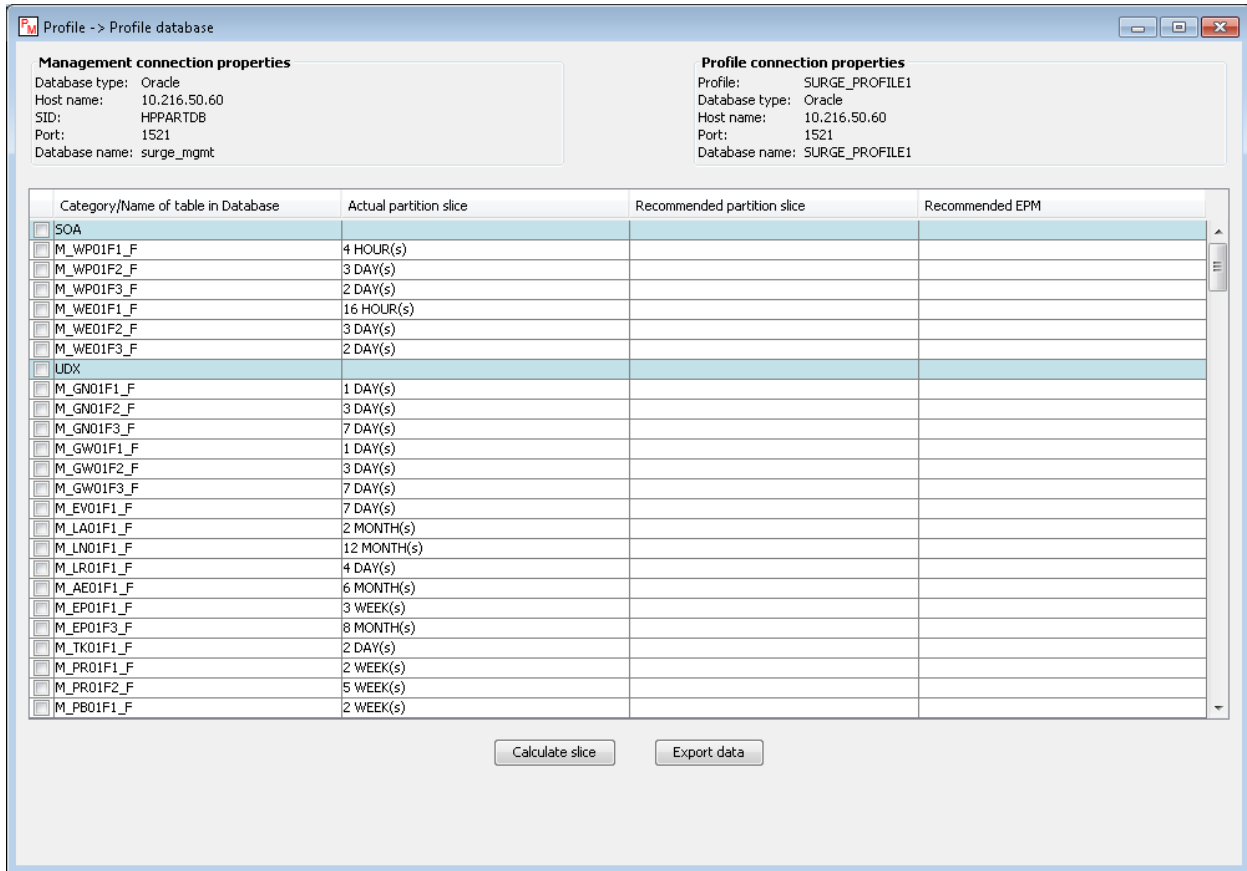 PM Profile -> Profile database
Management connection properties
Database type: Oracle
Host name: 10.216.50.60
SID: HPPARTDB
Port: 1521
Database name: surge_mgmt
Profile connection properties
Profile: SURGE_PROFILE1
Database type: Oracle
Host name: 10.216.50.60
Port: 1521
Database name: SURGE_PROFILE1
Category/Name of table in Database Actual partition slice Recommended partition slice Recommended EPM
SOA
M_WP01F1_F 4 HOUR(s)
M_WP01F2_F 3 DAY(s)
M_WP01F3_F 2 DAY(s)
M_WE01F1_F 16 HOUR(s)
M_WE01F2_F 3 DAY(s)
M_WE01F3_F 2 DAY(s)
UDX
M_GN01F1_F 1 DAY(s)
M_GN01F2_F 3 DAY(s)
M_GN01F3_F 7 DAY(s)
M_GW01F1_F 1 DAY(s)
M_GW01F2_F 3 DAY(s)
M_GW01F3_F 7 DAY(s)
M_EV01F1_F 7 DAY(s)
M_LA01F1_F 2 MONTH(s)
M_LN01F1_F 12 MONTH(s)
M_LR01F1_F 4 DAY(s)
M_AE01F1_F 6 MONTH(s)
M_EP01F1_F 3 WEEK(s)
M_EP01F3_F 8 MONTH(s)
M_TK01F1_F 2 DAY(s)
M_PR01F1_F 2 WEEK(s)
M_PR01F2_F 5 WEEK(s)
M_PB01F1_F 2 WEEK(s)
Calculate slice Export data